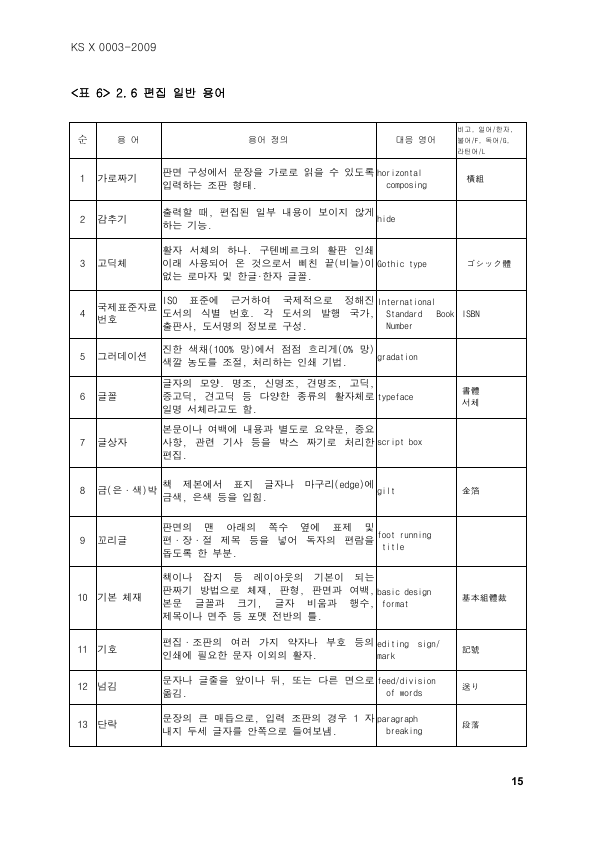 KS X 0003-2009
<표 6> 2.6 편집 일반 용어
순
용 어
용어 정의
대응 영어
비고, 일어/한자,
불어/F, 독어/G,
라틴어/L
1
가로짜기
판면 구성에서 문장을 가로로 읽을 수 있도록
입력하는 조판 형태.
horizontal
composing
橫組
2
감추기
출력할 때, 편집된 일부 내용이 보이지 않게
하는 기능.
hide
3
고딕체
활자 서체의 하나. 구텐베르크의 활판 인쇄
이래 사용되어 온 것으로서 삐친 끝(비늘)이
없는 로마자 및 한글·한자 글꼴.
Gothic type
ゴシック體
4
국제표준자료
번호
ISO 표준에 근거하여 국제적으로 정해진
도서의 식별 번호. 각 도서의 발행 국가,
출판사, 도서명의 정보로 구성.
International
Standard Book
Number
ISBN
5
그러데이션
진한 색채(100% 망)에서 점점 흐리게(0% 망)
색깔 농도를 조절, 처리하는 인쇄 기법.
gradation
6
글꼴
글자의 모양. 명조, 신명조, 견명조, 고딕,
중고딕, 견고딕 등 다양한 종류의 활자체로
일명 서체라고도 함.
typeface
書體
서체
7
글상자
본문이나 여백에 내용과 별도로 요약문, 중요
사항, 관련 기사 등을 박스 짜기로 처리한
편집.
script box
8
금(은·색)박
책 제본에서 표지 글자나 마구리(edge)에
금색, 은색 등을 입힘.
gilt
金箔
9
꼬리글
판면의 맨 아래의 쪽수 옆에 표제 및
편·장·절 제목 등을 넣어 독자의 편람을
돕도록 한 부분.
foot running
title
10
기본 체재
책이나 잡지 등 레이아웃의 기본이 되는
판짜기 방법으로 체재, 판형, 판면과 여백,
본문 글꼴과 크기, 글자 비움과 행수,
제목이나 면주 등 포맷 전반의 틀.
basic design
format
基本組體裁
11
기호
편집·조판의 여러 가지 약자나 부호 등의
인쇄에 필요한 문자 이외의 활자.
editing sign/
mark
記號
12
넘김
문자나 글줄을 앞이나 뒤, 또는 다른 면으로
옮김.
feed/division
of words
送り
13
단락
문장의 큰 매듭으로, 입력 조판의 경우 1 자
내지 두세 글자를 안쪽으로 들여보냄.
paragraph
breaking
段落
15